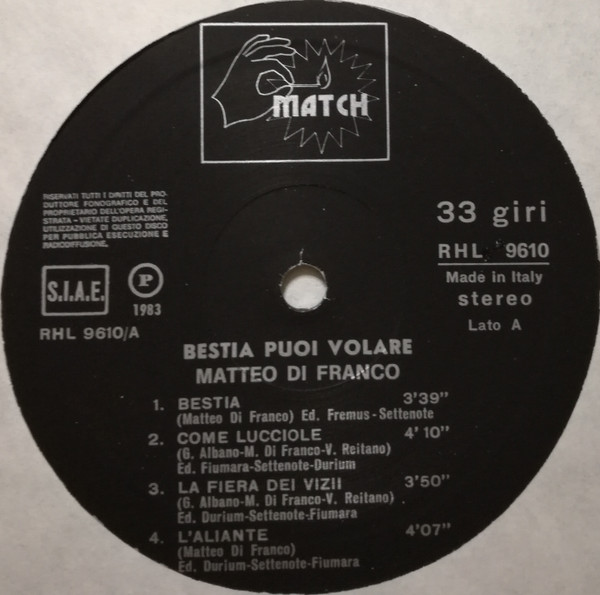 MATCH
RISERVATI TUTTI I DIRITTI DEL PRO-
DUTTORE FONOGRAFICO E DEL
PROPRIETARIO DELL'OPERA REGI-
STRATA - VIETATE DUPLICAZIONE,
UTILIZZAZIONE DI QUESTO DISCO
PER PUBBLICA ESECUZIONE E
RADIODIFFUSIONE.
S.I.A.E.
P
1983
RHL 9610/A
33 giri
RHL 9610
Made in Italy
stereo
Lato A
BESTIA PUOI VOLARE
MATTEO DI FRANCO
1. BESTIA 3'39"
(Matteo Di Franco) Ed. Fremus-Settenote
2. COME LUCCIOLE 4'10"
(G. Albano-M. Di Franco-V. Reitano)
Ed. Fiumara-Settenote-Durium
3. LA FIERA DEI VIZII 3'50"
(G. Albano-M. Di Franco-V. Reitano)
Ed. Durium-Settenote-Fiumara
4. L'ALIANTE 4'07"
(Matteo Di Franco)
Ed. Durium-Settenote-Fiumara